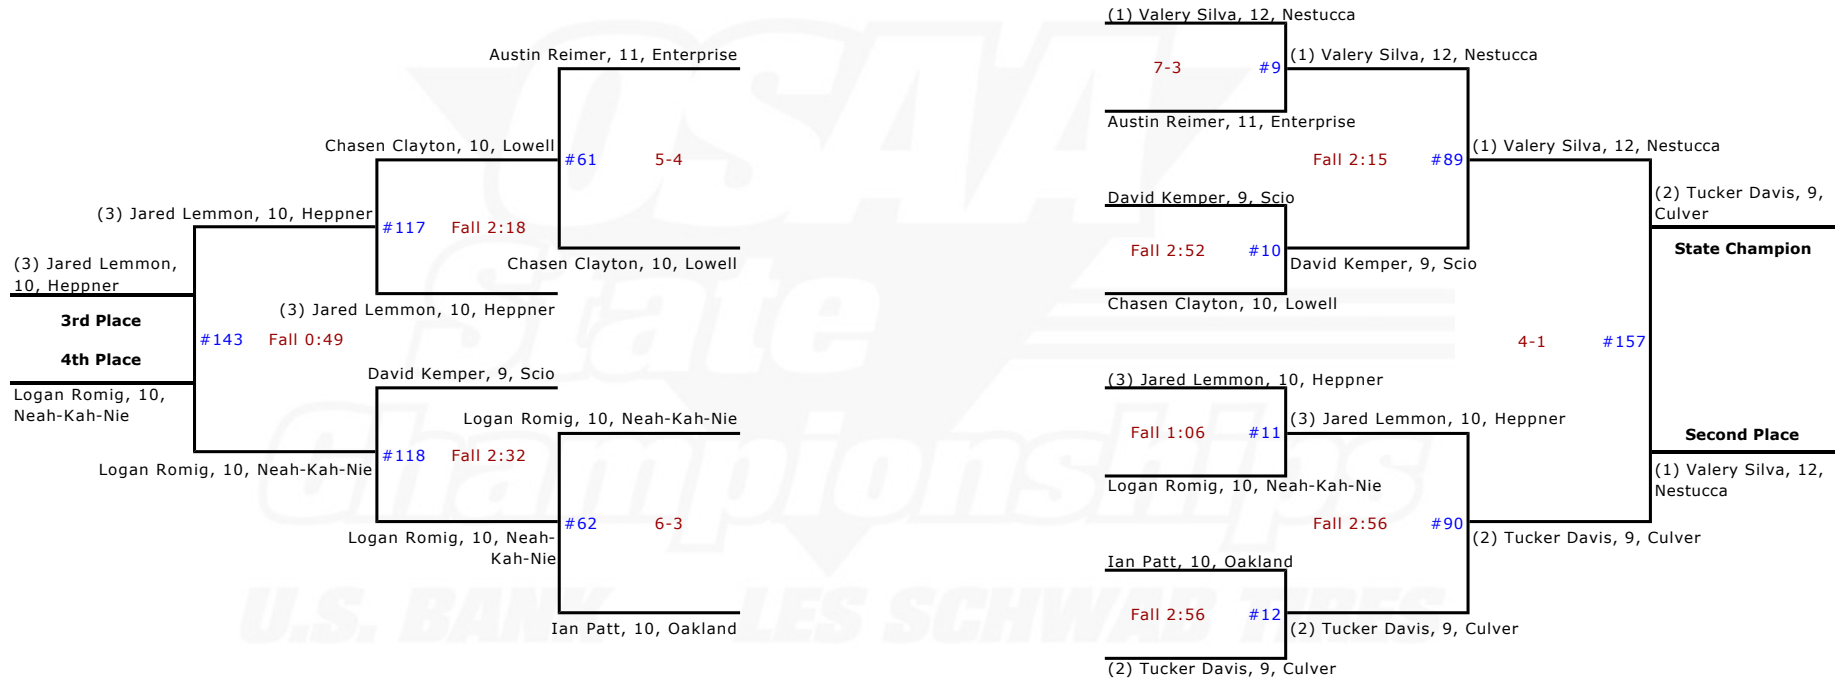 (1) Valery Silva, 12, Nestucca
Austin Reimer, 11, Enterprise
(1) Valery Silva, 12, Nestucca
7-3 #9
Austin Reimer, 11, Enterprise
Chasen Clayton, 10, Lowell
#61 5-4
Fall 2:15 #89
(1) Valery Silva, 12, Nestucca
David Kemper, 9, Scio
(2) Tucker Davis, 9,
Culver
(3) Jared Lemmon, 10, Heppner
#117 Fall 2:18
Fall 2:52 #10
State Champion
(3) Jared Lemmon,
10, Heppner
Chasen Clayton, 10, Lowell
David Kemper, 9, Scio
(3) Jared Lemmon, 10, Heppner
Chasen Clayton, 10, Lowell
3rd Place
#143 Fall 0:49
4-1 #157
4th Place
David Kemper, 9, Scio
(3) Jared Lemmon, 10, Heppner
Logan Romig, 10,
Neah-Kah-Nie
Logan Romig, 10, Neah-Kah-Nie
(3) Jared Lemmon, 10, Heppner
Fall 1:06 #11
Second Place
Logan Romig, 10, Neah-Kah-Nie
#118 Fall 2:32
(1) Valery Silva, 12,
Nestucca
Logan Romig, 10, Neah-Kah-Nie
#62 6-3
Fall 2:56 #90
Logan Romig, 10, Neah-
Kah-Nie
(2) Tucker Davis, 9, Culver
Ian Patt, 10, Oakland
Fall 2:56 #12
Ian Patt, 10, Oakland
(2) Tucker Davis, 9, Culver
(2) Tucker Davis, 9, Culver
OSAA
State
Championships
U.S. BANK LES SCHWAB TIRES